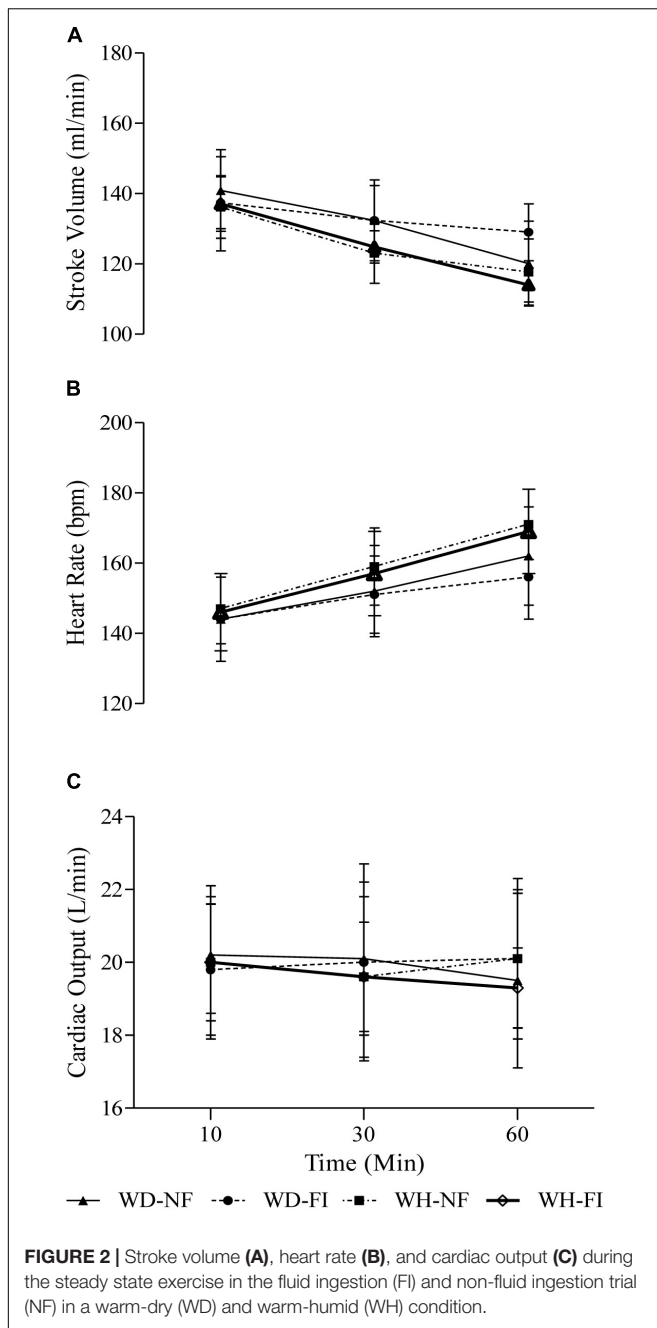 A
180
160
140
120
100
Stroke Volume (ml/min)
B
200
180
160
140
120
Heart Rate (bpm)
C
24
22
20
18
16
Cardiac Output (L/min)
10 30 60
Time (Min)
WD-NF WD-FI WH-NF WH-FI
FIGURE 2 | Stroke volume (A), heart rate (B), and cardiac output (C) during
the steady state exercise in the fluid ingestion (FI) and non-fluid ingestion trial
(NF) in a warm-dry (WD) and warm-humid (WH) condition.